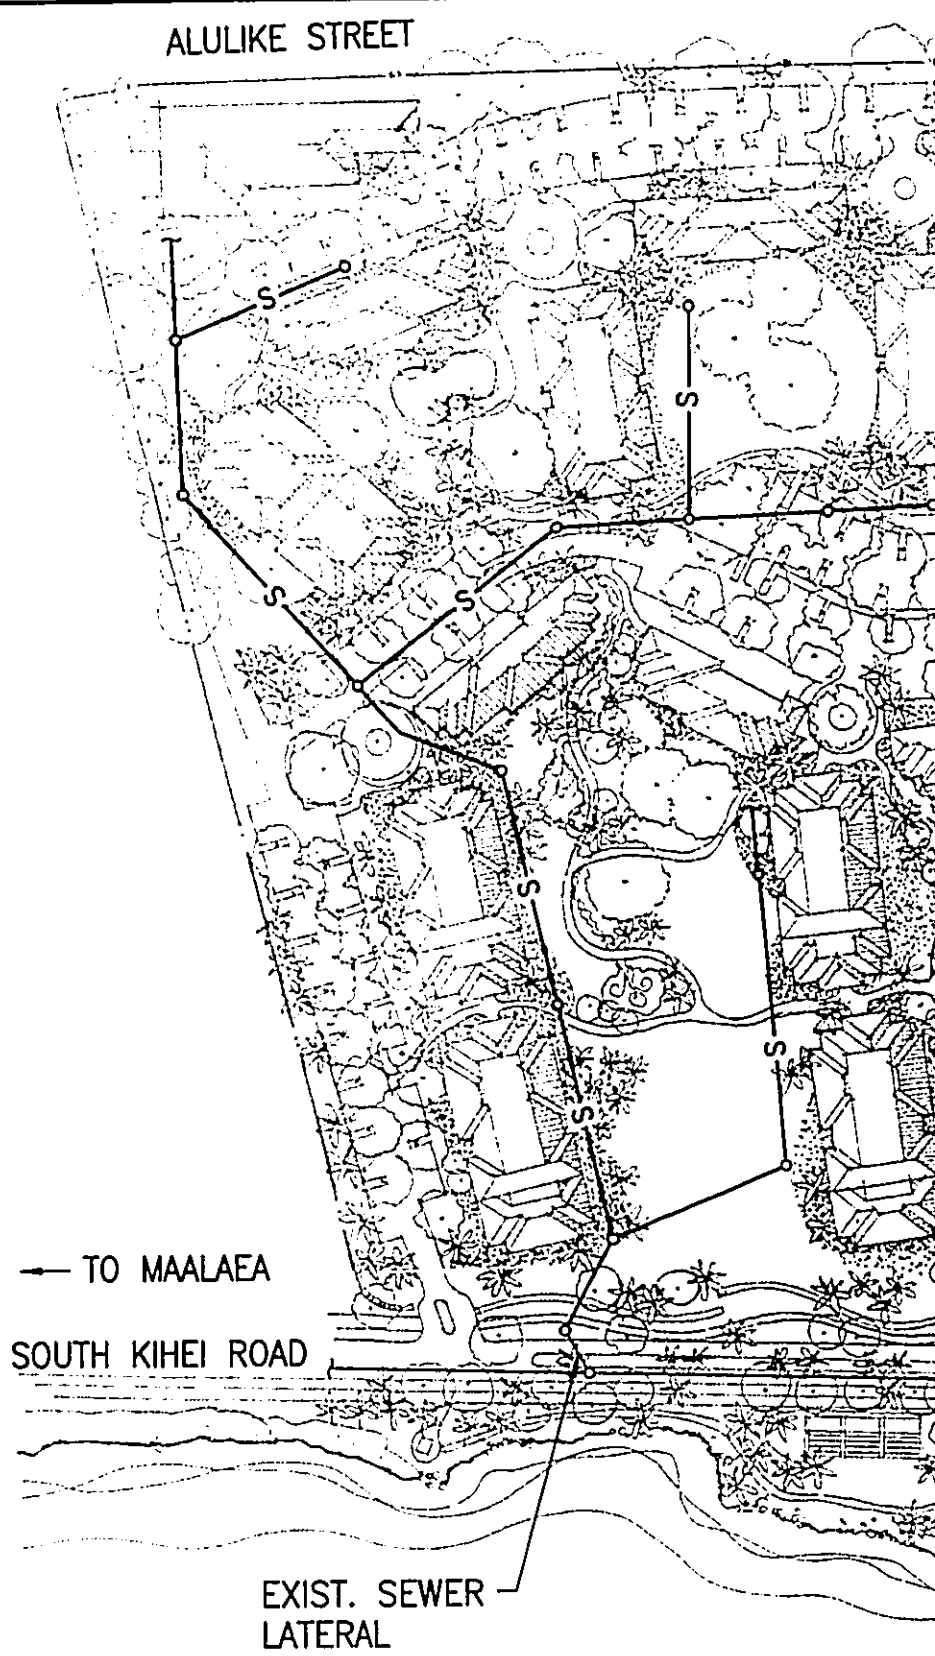 ALULIKE STREET
S
S
S
S
S
S
S
← TO MAALAEA
SOUTH KIHEI ROAD
EXIST. SEWER
LATERAL